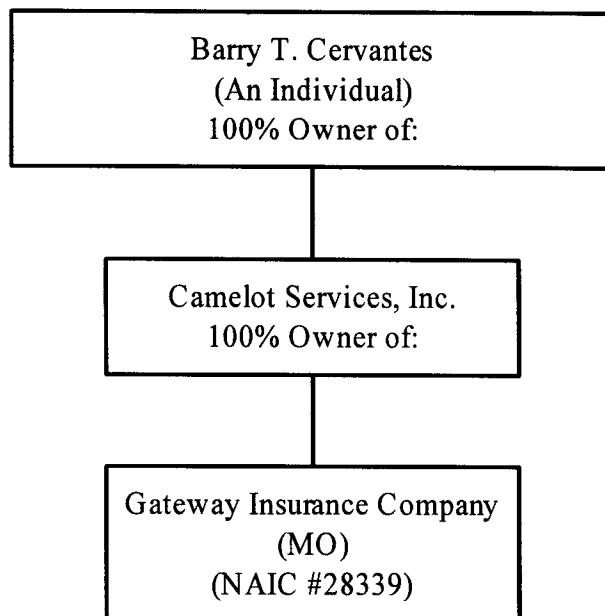 Barry T. Cervantes
(An Individual)
100% Owner of:
Camelot Services, Inc.
100% Owner of:
Gateway Insurance Company
(MO)
(NAIC #28339)